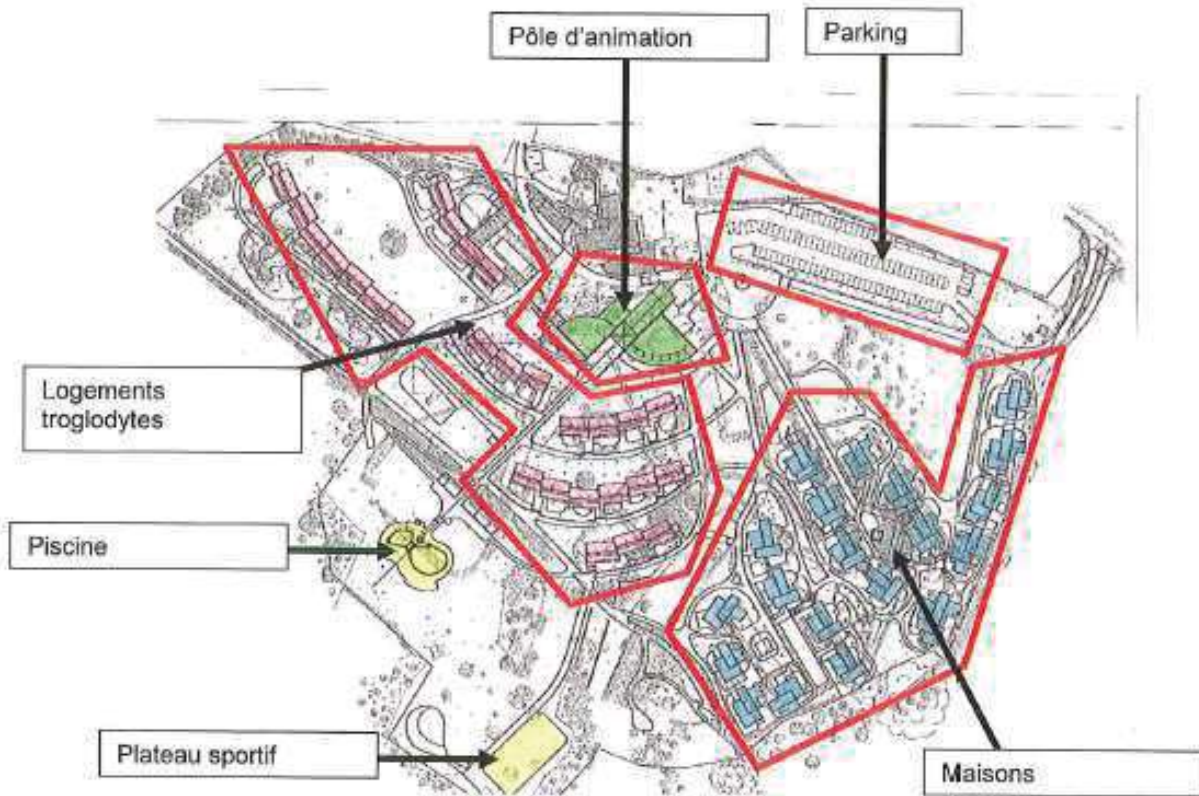 Pôle d'animation
Parking
Logements
troglodytes
Piscine
Plateau sportif
Maisons